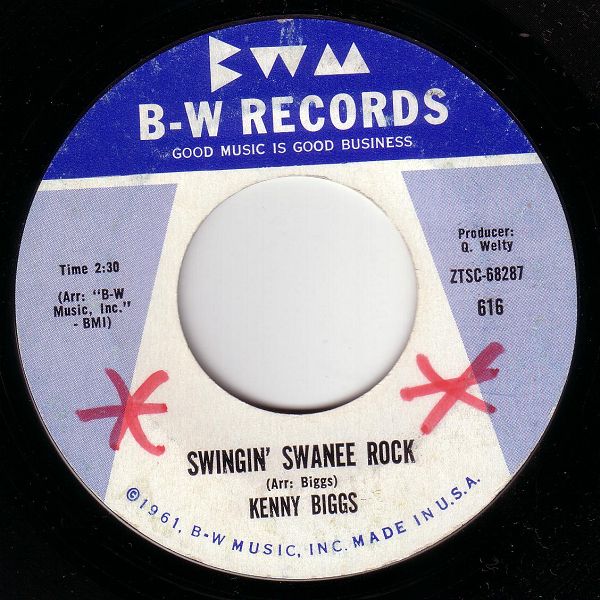 BWM
B-W RECORDS
GOOD MUSIC IS GOOD BUSINESS
Time 2:30
(Arr: "B-W
Music, Inc."
- BMI)
Producer:
Q. Welty
ZTSC-68287
616
SWINGIN' SWANEE ROCK
(Arr: Biggs)
KENNY BIGGS
©1961, B-W MUSIC, INC. MADE IN U.S.A.